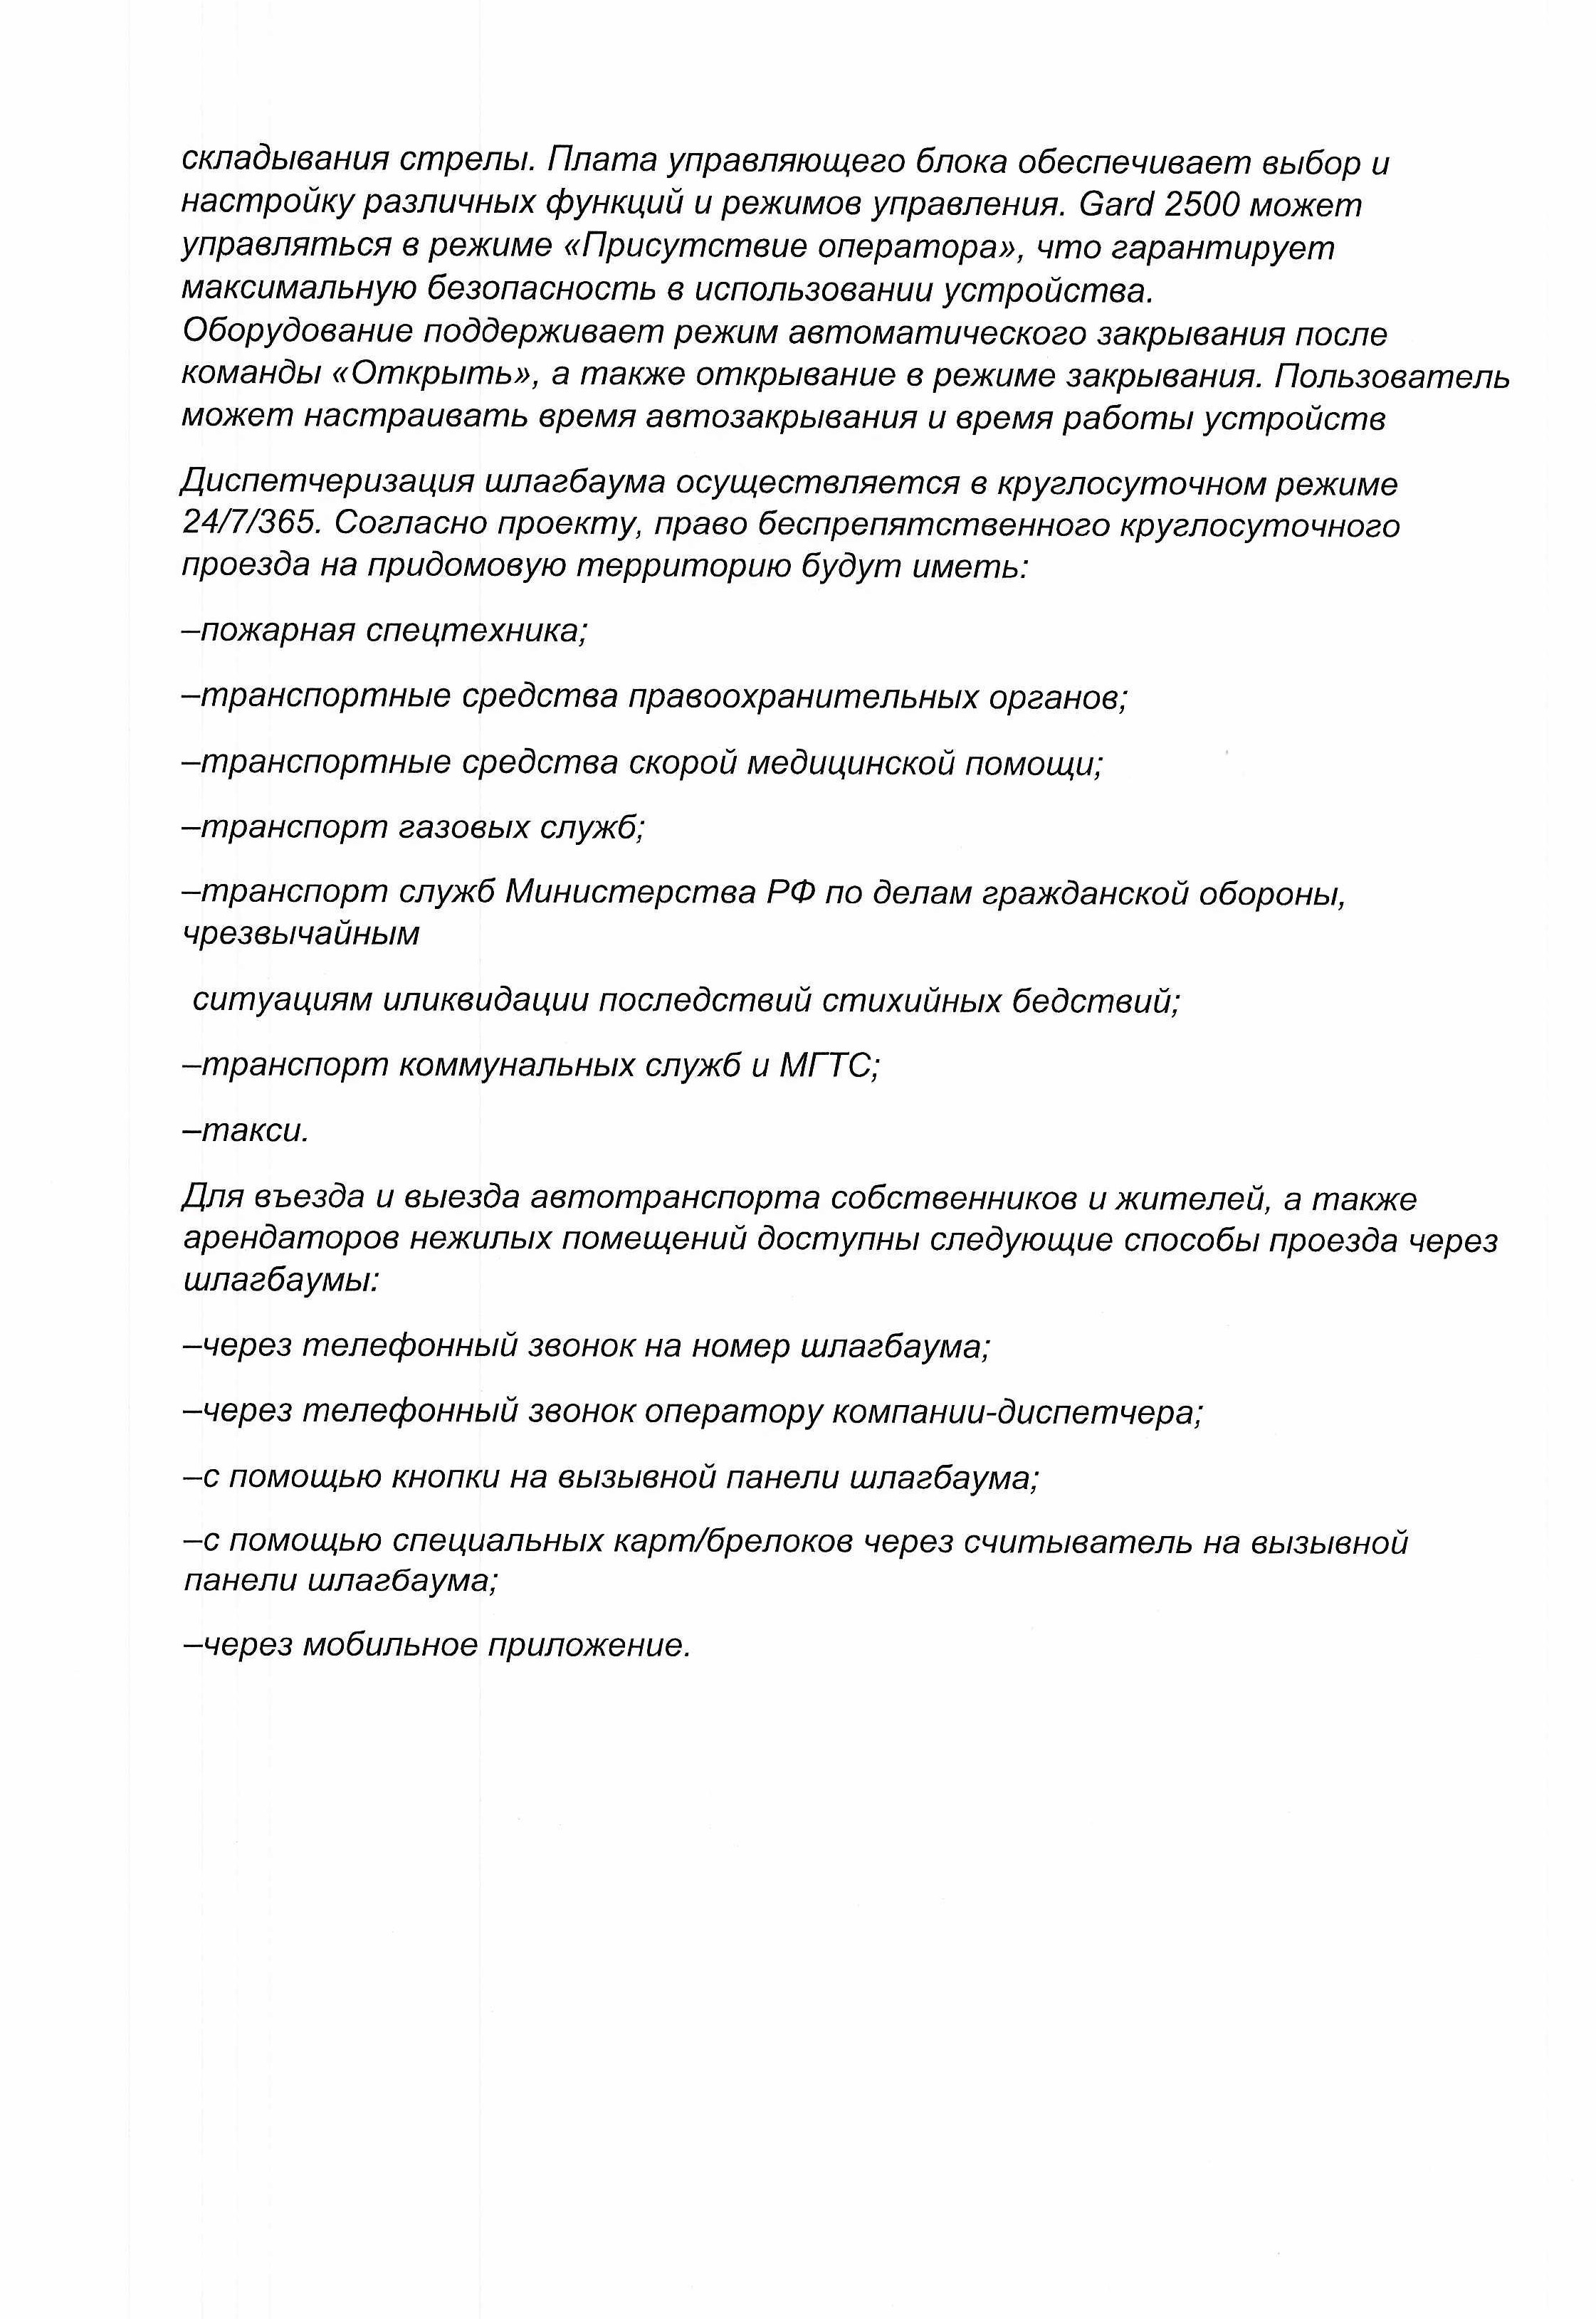 складывания стрелы. Плата управляющего блока обеспечивает выбор и
настройку различных функций и режимов управления. Gard 2500 может
управляться в режиме «Присутствие оператора», что гарантирует
максимальную безопасность в использовании устройства.
Оборудование поддерживает режим автоматического закрывания после
команды «Открыть», а также открывание в режиме закрывания. Пользователь
может настраивать время автозакрывания и время работы устройств
Диспетчеризация шлагбаума осуществляется в круглосуточном режиме
24/7/365. Согласно проекту, право беспрепятственного круглосуточного
проезда на придомовую территорию будут иметь:
–пожарная спецтехника;
–транспортные средства правоохранительных органов;
–транспортные средства скорой медицинской помощи;
–транспорт газовых служб;
–транспорт служб Министерства РФ по делам гражданской обороны,
чрезвычайным
ситуациям иликвидации последствий стихийных бедствий;
–транспорт коммунальных служб и МГТС;
–такси.
Для въезда и выезда автотранспорта собственников и жителей, а также
арендаторов нежилых помещений доступны следующие способы проезда через
шлагбаумы:
–через телефонный звонок на номер шлагбаума;
–через телефонный звонок оператору компании-диспетчера;
–с помощью кнопки на вызывной панели шлагбаума;
–с помощью специальных карт/брелоков через считыватель на вызывной
панели шлагбаума;
–через мобильное приложение.